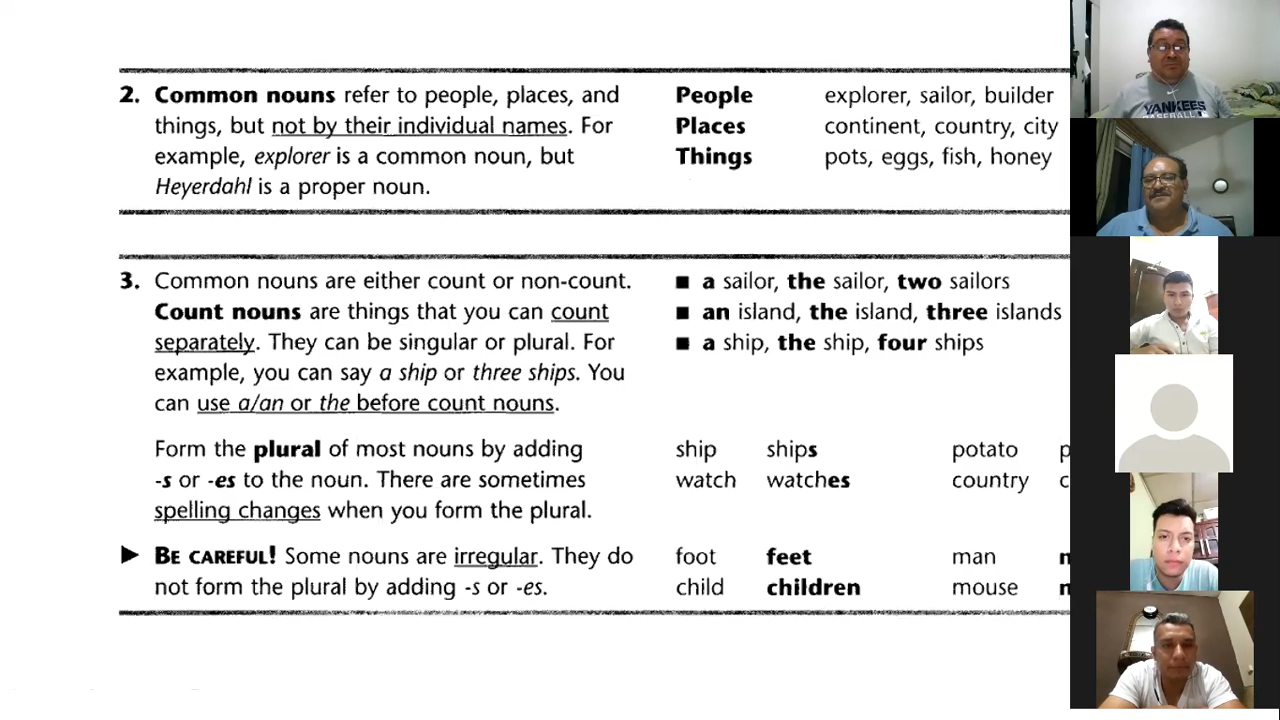 2. Common nouns refer to people, places, and
things, but not by their individual names. For
example, explorer is a common noun, but
Heyerdahl is a proper noun.
People explorer, sailor, builder
Places continent, country, city
Things pots, eggs, fish, honey
3. Common nouns are either count or non-count.
Count nouns are things that you can count
separately. They can be singular or plural. For
example, you can say a ship or three ships. You
can use a/an or the before count nouns.
■ a sailor, the sailor, two sailors
■ an island, the island, three islands
■ a ship, the ship, four ships
Form the plural of most nouns by adding
-s or -es to the noun. There are sometimes
spelling changes when you form the plural.
ship ships potato
watch watches country
► BE CAREFUL! Some nouns are irregular. They do
not form the plural by adding -s or -es.
foot feet man
child children mouse
YANKEES
BASEBALL